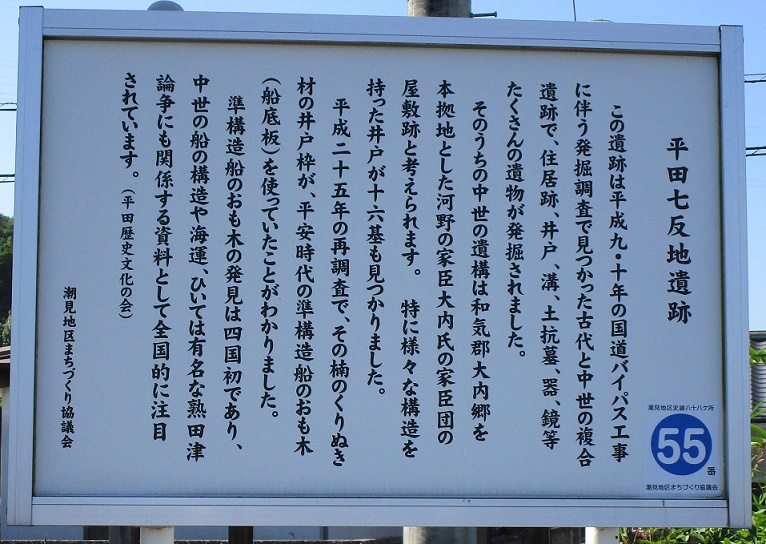 平田七反地遺跡
この遺跡は平成九・十年の国道バイパス工事
に伴う発掘調査で見つかった古代と中世の複合
遺跡で、住居跡、井戸、溝、土抗墓、器、鏡等
たくさんの遺物が発掘されました。
そのうちの中世の遺構は和気郡大内郷を
本拠地とした河野の家臣大内氏の家臣団の
屋敷跡と考えられます。 特に様々な構造を
持った井戸が十六基も見つかりました。
平成二十五年の再調査で、その楠のくりぬき
材の井戸枠が、平安時代の準構造船のおも木
(船底板)を使っていたことがわかりました。
準構造船のおも木の発見は四国初であり、
中世の船の構造や海運、ひいては有名な熟田津
論争にも関係する資料として全国的に注目
されています。(平田歴史文化の会)
潮見地区まちづくり協議会
潮見地区史跡八十八ケ所
55
番
潮見地区まちづくり協議会